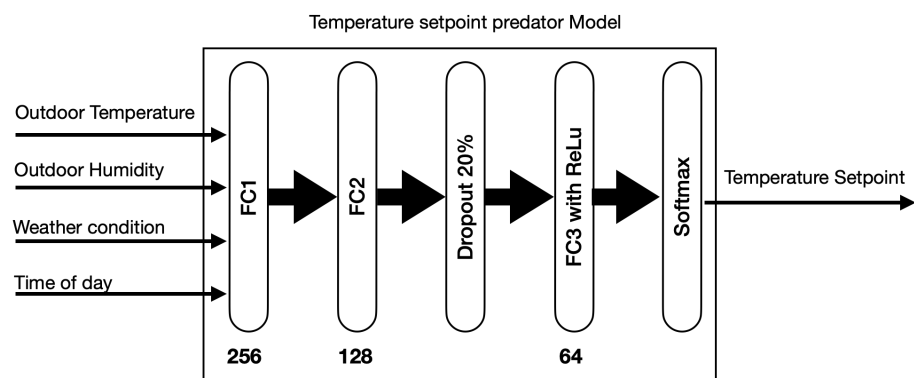 Temperature setpoint predator Model
Outdoor Temperature
Outdoor Humidity
Weather condition
Time of day
FC1
FC2
Dropout 20%
FC3 with ReLu
Softmax
Temperature Setpoint
256
128
64